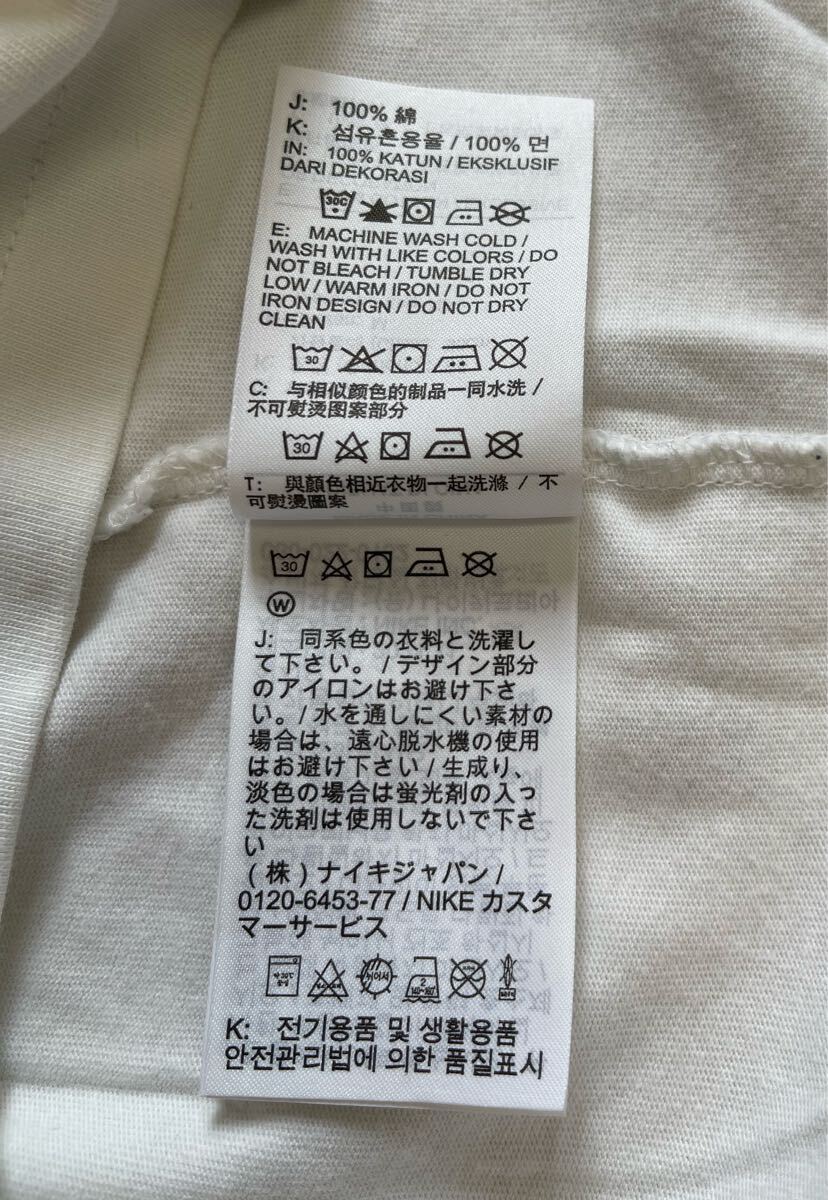 J: 100% 綿
K: 섬유혼용율 / 100% 면
IN: 100% KATUN / EKSKLUSIF
DARI DEKORASI
30C
E: MACHINE WASH COLD /
WASH WITH LIKE COLORS / DO
NOT BLEACH / TUMBLE DRY
LOW / WARM IRON / DO NOT
IRON DESIGN / DO NOT DRY
CLEAN
30
C: 与相似颜色的制品一同水洗 /
不可熨烫图案部分
30
T: 與顏色相近衣物一起洗滌 / 不
可熨燙圖案
30
W
J: 同系色の衣料と洗濯し
て下さい。 / デザイン部分
のアイロンはお避け下さ
い。/ 水を通しにくい素材の
場合は、遠心脱水機の使用
はお避け下さい / 生成り、
淡色の場合は蛍光剤の入っ
た洗剤は使用しないで下さ
い
(株) ナイキジャパン /
0120-6453-77 / NIKE カスタ
マーサービス
약 30℃
2
140~160℃
K: 전기용품 및 생활용품
안전관리법에 의한 품질표시